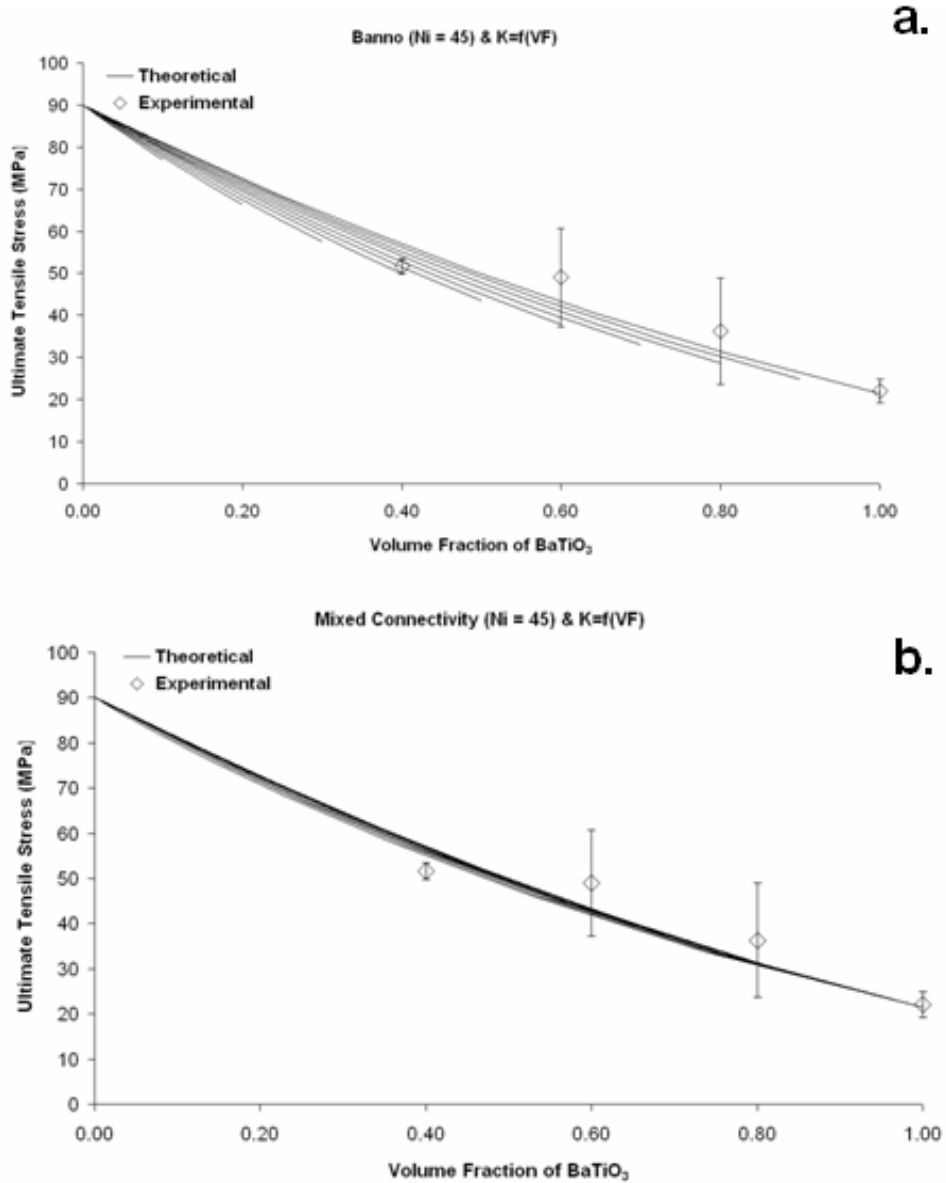 a.
Banno (Ni = 45) & K=f(VF)
100
90
80
70
60
50
40
30
20
10
0
Theoretical
Experimental
Ultimate Tensile Stress (MPa)
0.00 0.20 0.40 0.60 0.80 1.00
Volume Fraction of BaTiO₃
Mixed Connectivity (Ni = 45) & K=f(VF)
b.
100
90
80
70
60
50
40
30
20
10
0
Theoretical
Experimental
Ultimate Tensile Stress (MPa)
0.00 0.20 0.40 0.60 0.80 1.00
Volume Fraction of BaTiO₃